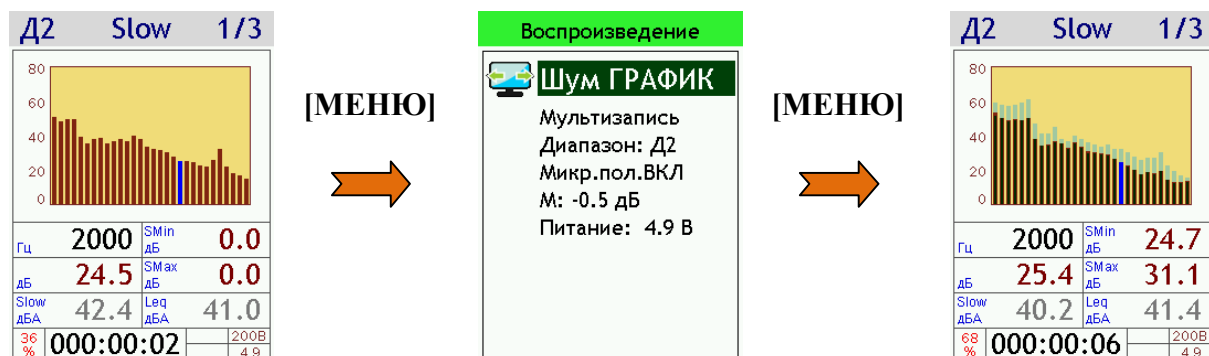 Д2 Slow 1/3
80
60
40
20
0
Гц 2000 SMin дБ 0.0
дБ 24.5 SMax дБ 0.0
Slow дБА 42.4 Leq дБА 41.0
36 % 000:00:02 200В 4.9
[МЕНЮ]
Воспроизведение
Шум ГРАФИК
Мультизапись
Диапазон: Д2
Микр.пол.ВКЛ
М: -0.5 дБ
Питание: 4.9 В
[МЕНЮ]
Д2 Slow 1/3
80
60
40
20
0
Гц 2000 SMin дБ 24.7
дБ 25.4 SMax дБ 31.1
Slow дБА 40.2 Leq дБА 41.4
68 % 000:00:06 200В 4.9